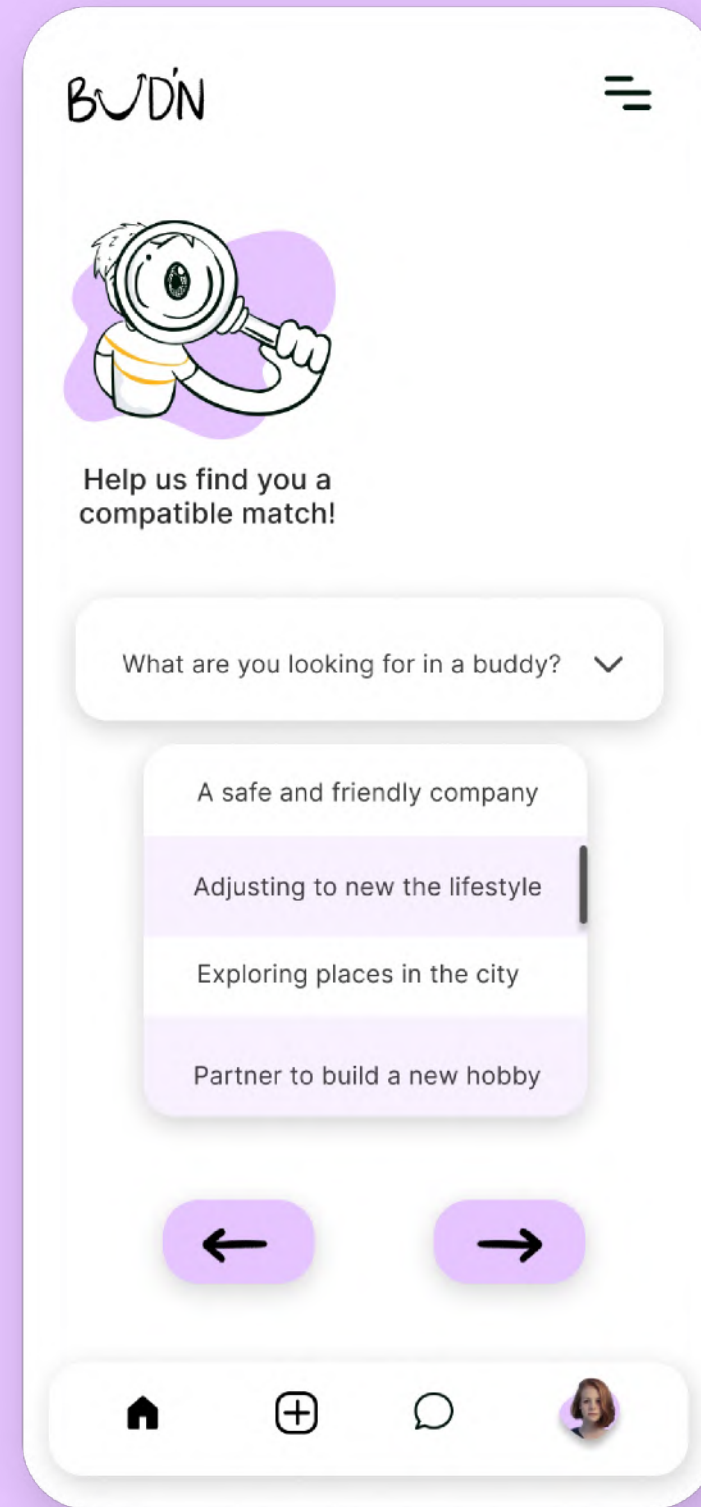 BUD'N
Help us find you a
compatible match!
What are you looking for in a buddy?
A safe and friendly company
Adjusting to new the lifestyle
Exploring places in the city
Partner to build a new hobby